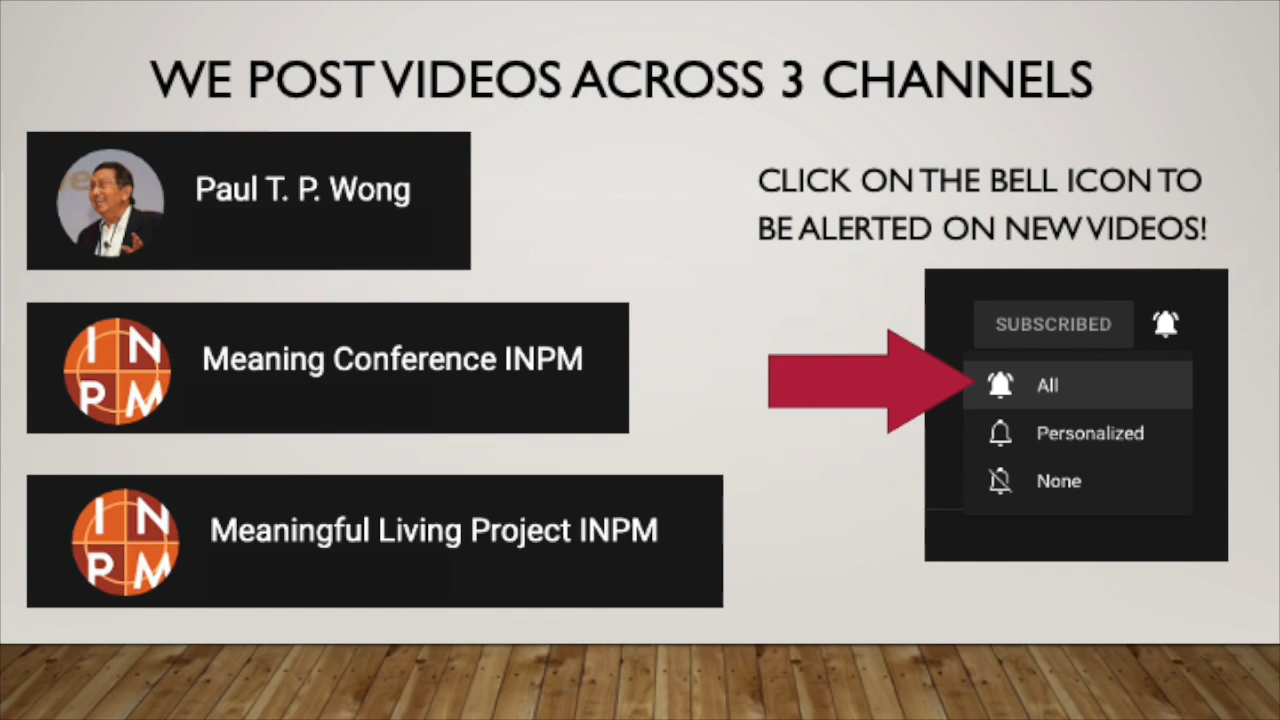 WE POST VIDEOS ACROSS 3 CHANNELS
Paul T. P. Wong
I N
P M
Meaning Conference INPM
I N
P M
Meaningful Living Project INPM
CLICK ON THE BELL ICON TO
BE ALERTED ON NEW VIDEOS!
SUBSCRIBED
All
Personalized
None